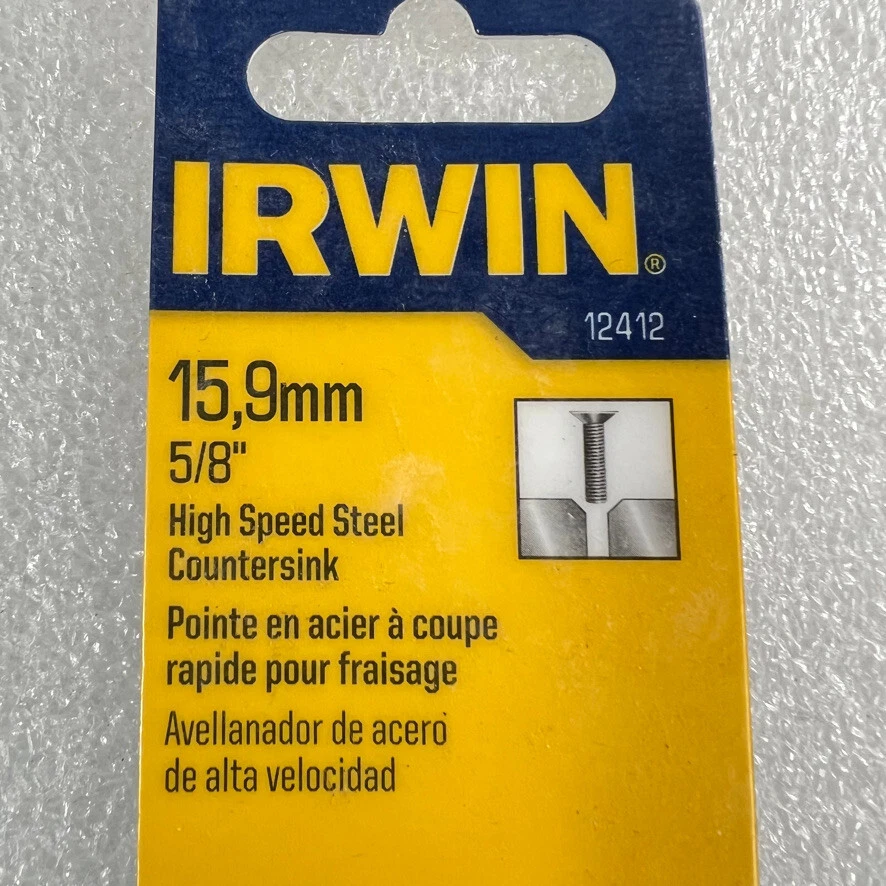 IRWIN®
12412
15,9mm
5/8"
High Speed Steel
Countersink
Pointe en acier à coupe
rapide pour fraisage
Avellanador de acero
de alta velocidad